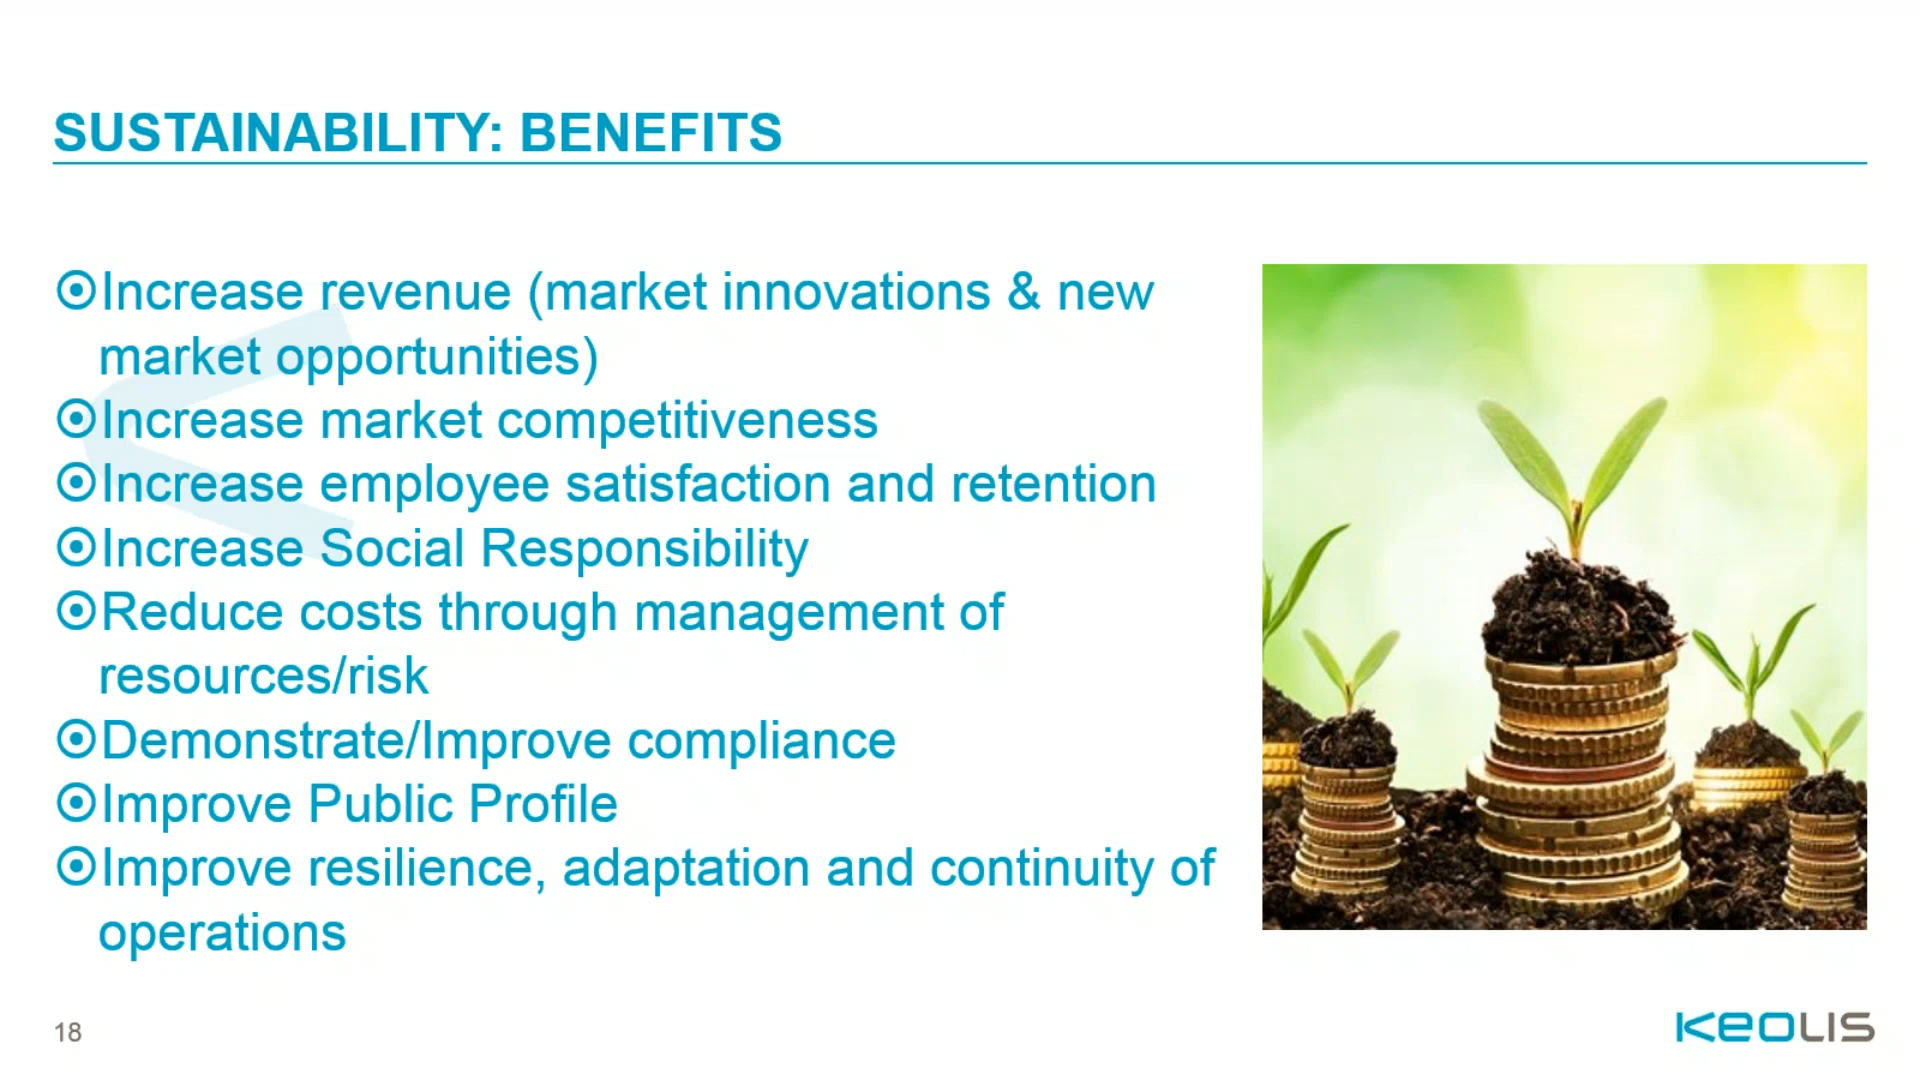 SUSTAINABILITY: BENEFITS
Increase revenue (market innovations & new
market opportunities)
Increase market competitiveness
Increase employee satisfaction and retention
Increase Social Responsibility
Reduce costs through management of
resources/risk
Demonstrate/Improve compliance
Improve Public Profile
Improve resilience, adaptation and continuity of
operations
18
KEOLIS